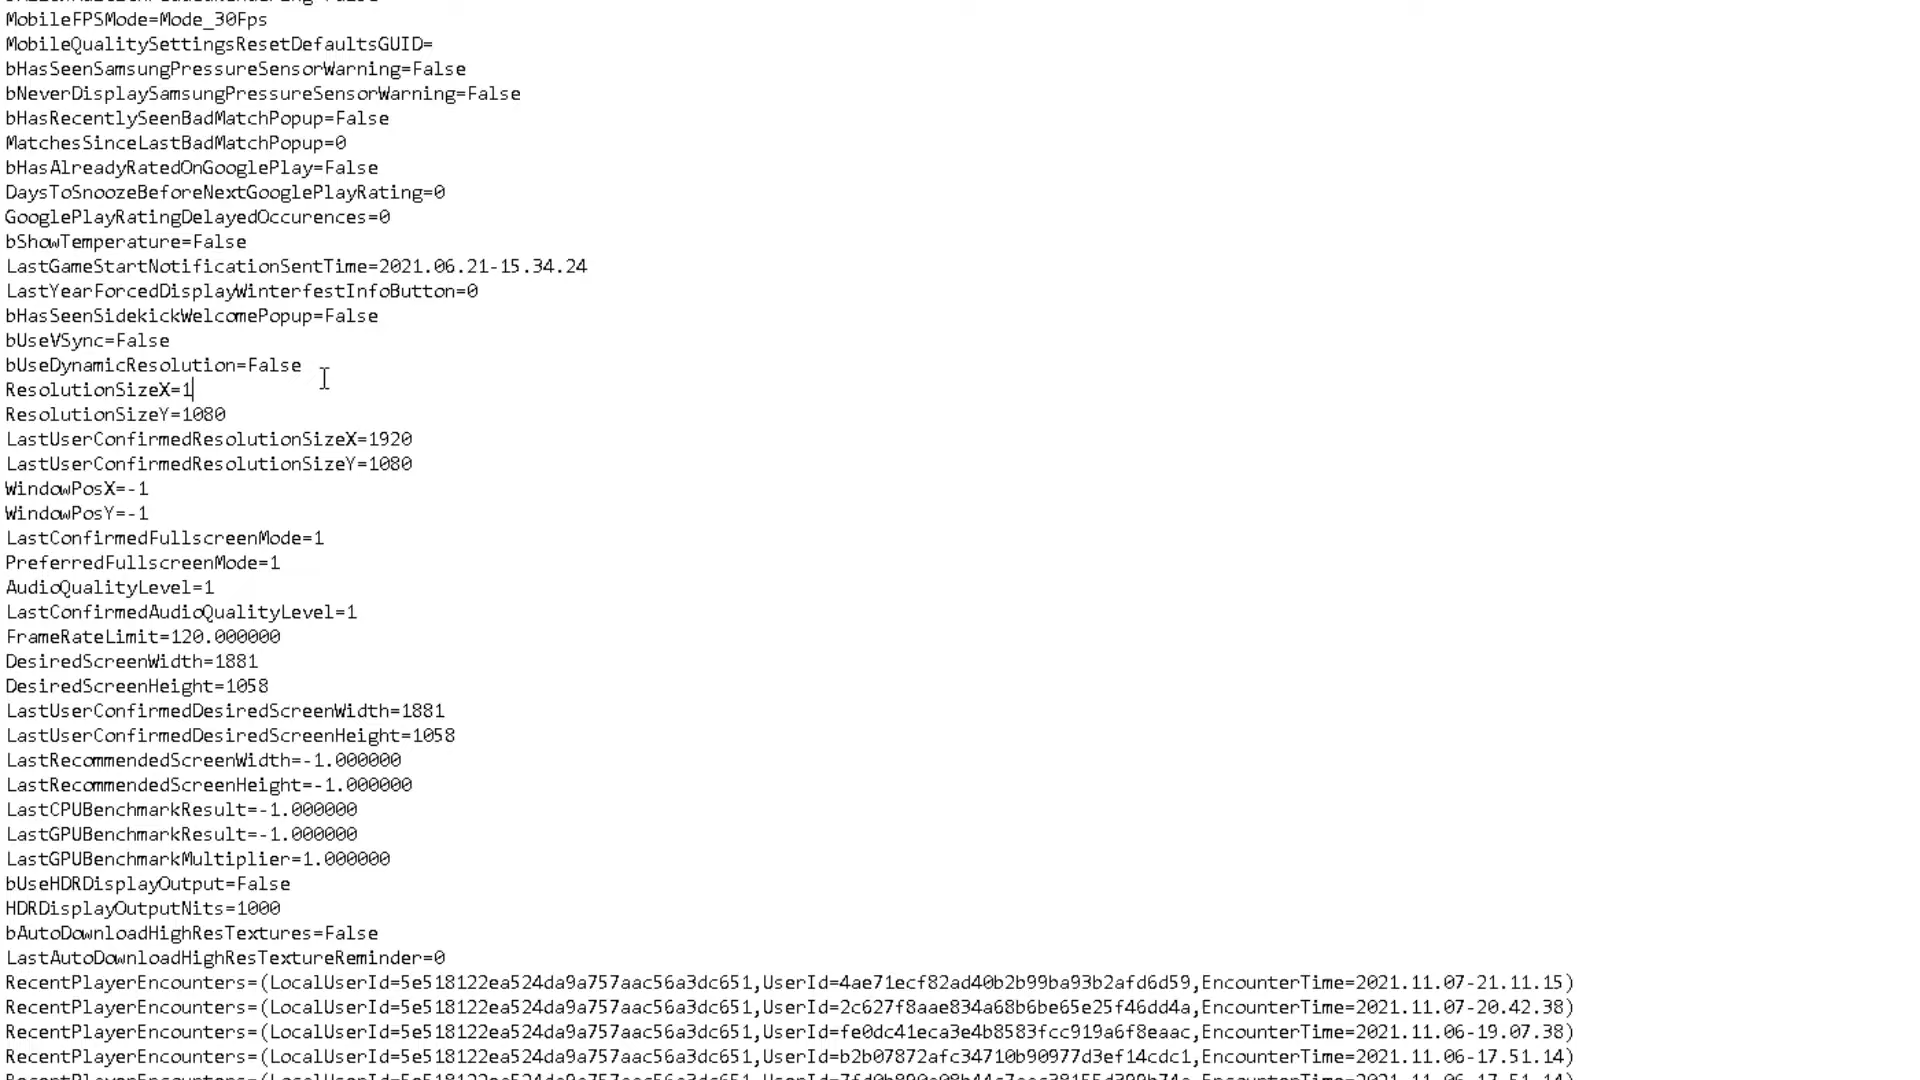 MobileFPSMode=Mode_30Fps
MobileQualitySettingsResetDefaultsGUID=
bHasSeenSamsungPressureSensorWarning=False
bNeverDisplaySamsungPressureSensorWarning=False
bHasRecentlySeenBadMatchPopup=False
MatchesSinceLastBadMatchPopup=0
bHasAlreadyRatedOnGooglePlay=False
DaysToSnoozeBeforeNextGooglePlayRating=0
GooglePlayRatingDelayedOccurences=0
bShowTemperature=False
LastGameStartNotificationSentTime=2021.06.21-15.34.24
LastYearForcedDisplayWinterfestInfoButton=0
bHasSeenSidekickWelcomePopup=False
bUseVSync=False
bUseDynamicResolution=False
ResolutionSizeX=1
ResolutionSizeY=1080
LastUserConfirmedResolutionSizeX=1920
LastUserConfirmedResolutionSizeY=1080
WindowPosX=-1
WindowPosY=-1
LastConfirmedFullscreenMode=1
PreferredFullscreenMode=1
AudioQualityLevel=1
LastConfirmedAudioQualityLevel=1
FrameRateLimit=120.000000
DesiredScreenWidth=1881
DesiredScreenHeight=1058
LastUserConfirmedDesiredScreenWidth=1881
LastUserConfirmedDesiredScreenHeight=1058
LastRecommendedScreenWidth=-1.000000
LastRecommendedScreenHeight=-1.000000
LastCPUBenchmarkResult=-1.000000
LastGPUBenchmarkResult=-1.000000
LastGPUBenchmarkMultiplier=1.000000
bUseHDRDisplayOutput=False
HDRDisplayOutputNits=1000
bAutoDownloadHighResTextures=False
LastAutoDownloadHighResTextureReminder=0
RecentPlayerEncounters=(LocalUserId=5e518122ea524da9a757aac56a3dc651,UserId=4ae71ecf82ad40b2b99ba93b2afd6d59,EncounterTime=2021.11.07-21.11.15)
RecentPlayerEncounters=(LocalUserId=5e518122ea524da9a757aac56a3dc651,UserId=2c627f8aae834a68b6be65e25f46dd4a,EncounterTime=2021.11.07-20.42.38)
RecentPlayerEncounters=(LocalUserId=5e518122ea524da9a757aac56a3dc651,UserId=fe0dc41eca3e4b8583fcc919a6f8eaac,EncounterTime=2021.11.06-19.07.38)
RecentPlayerEncounters=(LocalUserId=5e518122ea524da9a757aac56a3dc651,UserId=b2b07872afc34710b90977d3ef14cdc1,EncounterTime=2021.11.06-17.51.14)